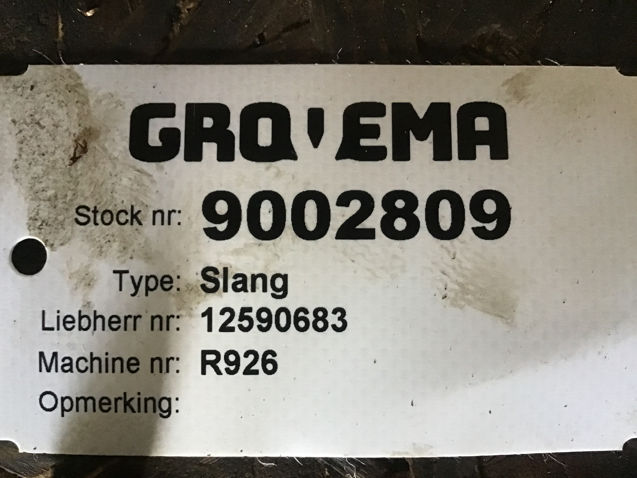 GROVEMA
Stock nr: 9002809
Type: Slang
Liebherr nr: 12590683
Machine nr: R926
Opmerking: